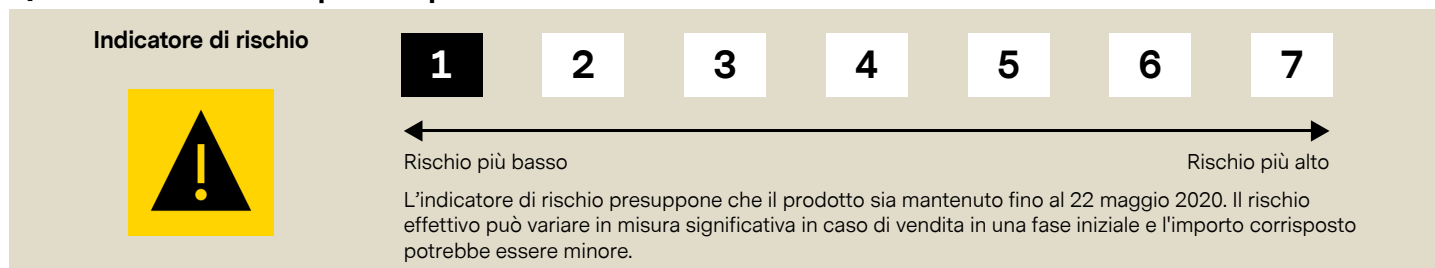 Indicatore di rischio
1 2 3 4 5 6 7
Rischio più basso Rischio più alto
L’indicatore di rischio presuppone che il prodotto sia mantenuto fino al 22 maggio 2020. Il rischio
effettivo può variare in misura significativa in caso di vendita in una fase iniziale e l'importo corrisposto
potrebbe essere minore.